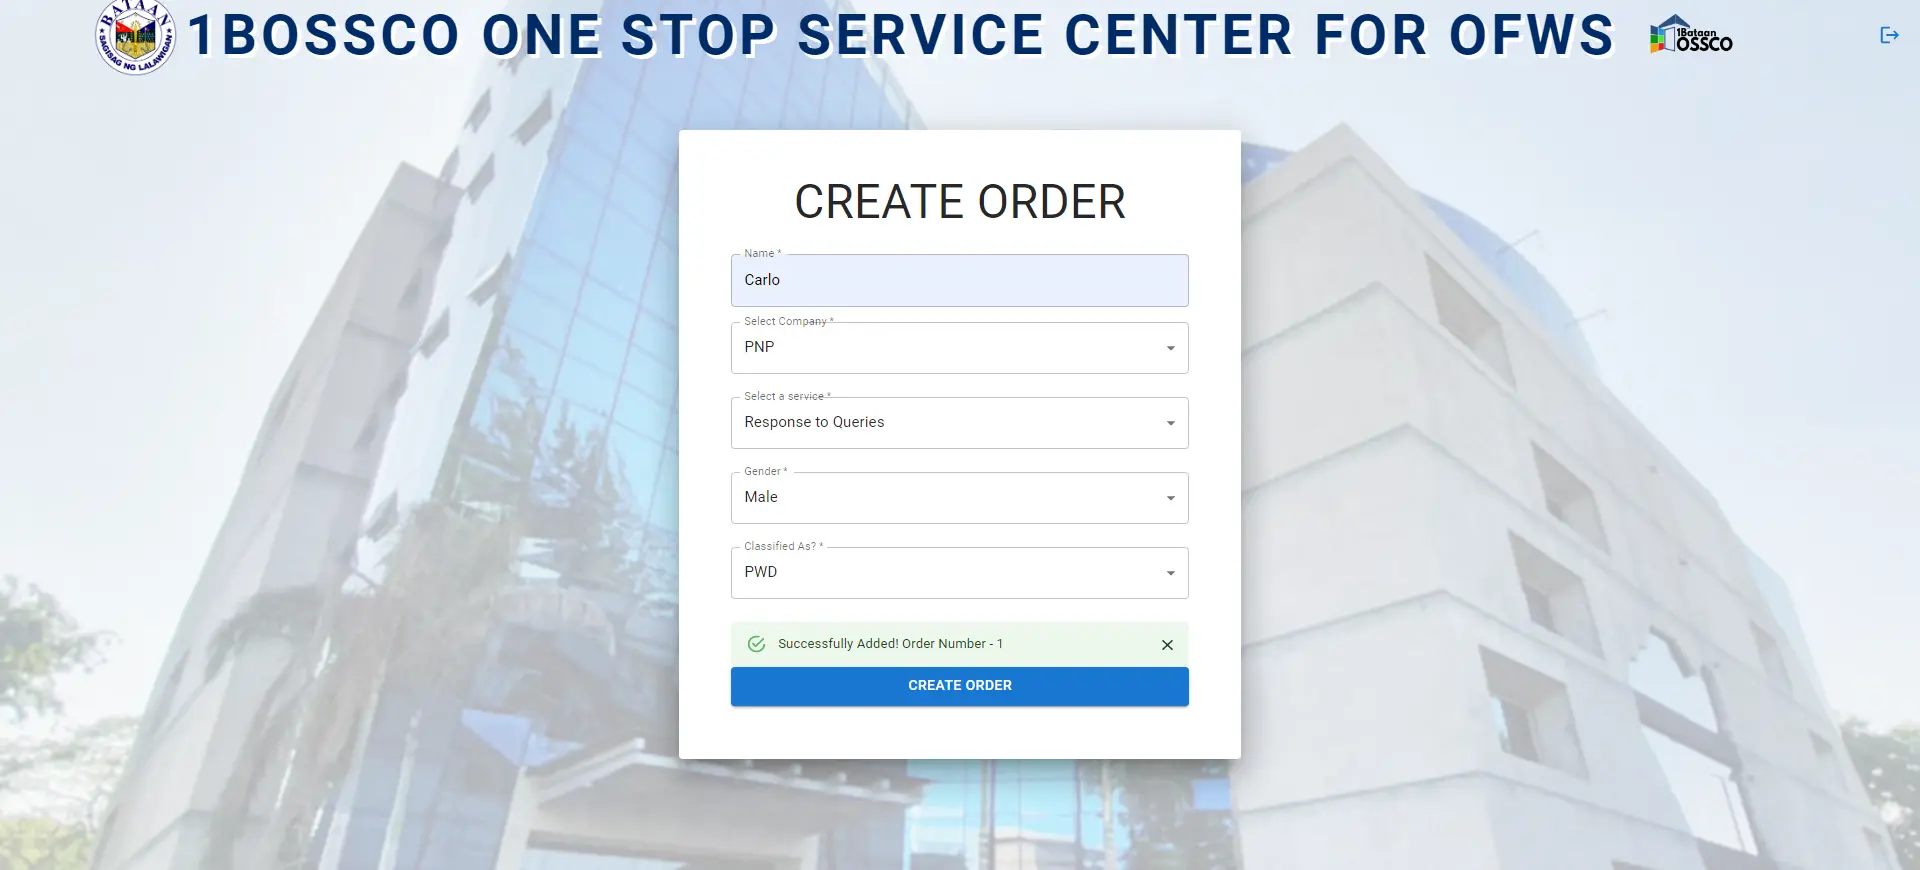 BATAAN
SAGISAG NG LALAWIGAN
1BOSSCO ONE STOP SERVICE CENTER FOR OFWS
1Bataan
OSSCO
CREATE ORDER
Name *
Carlo
Select Company *
PNP
Select a service *
Response to Queries
Gender *
Male
Classified As? *
PWD
Successfully Added! Order Number - 1
CREATE ORDER